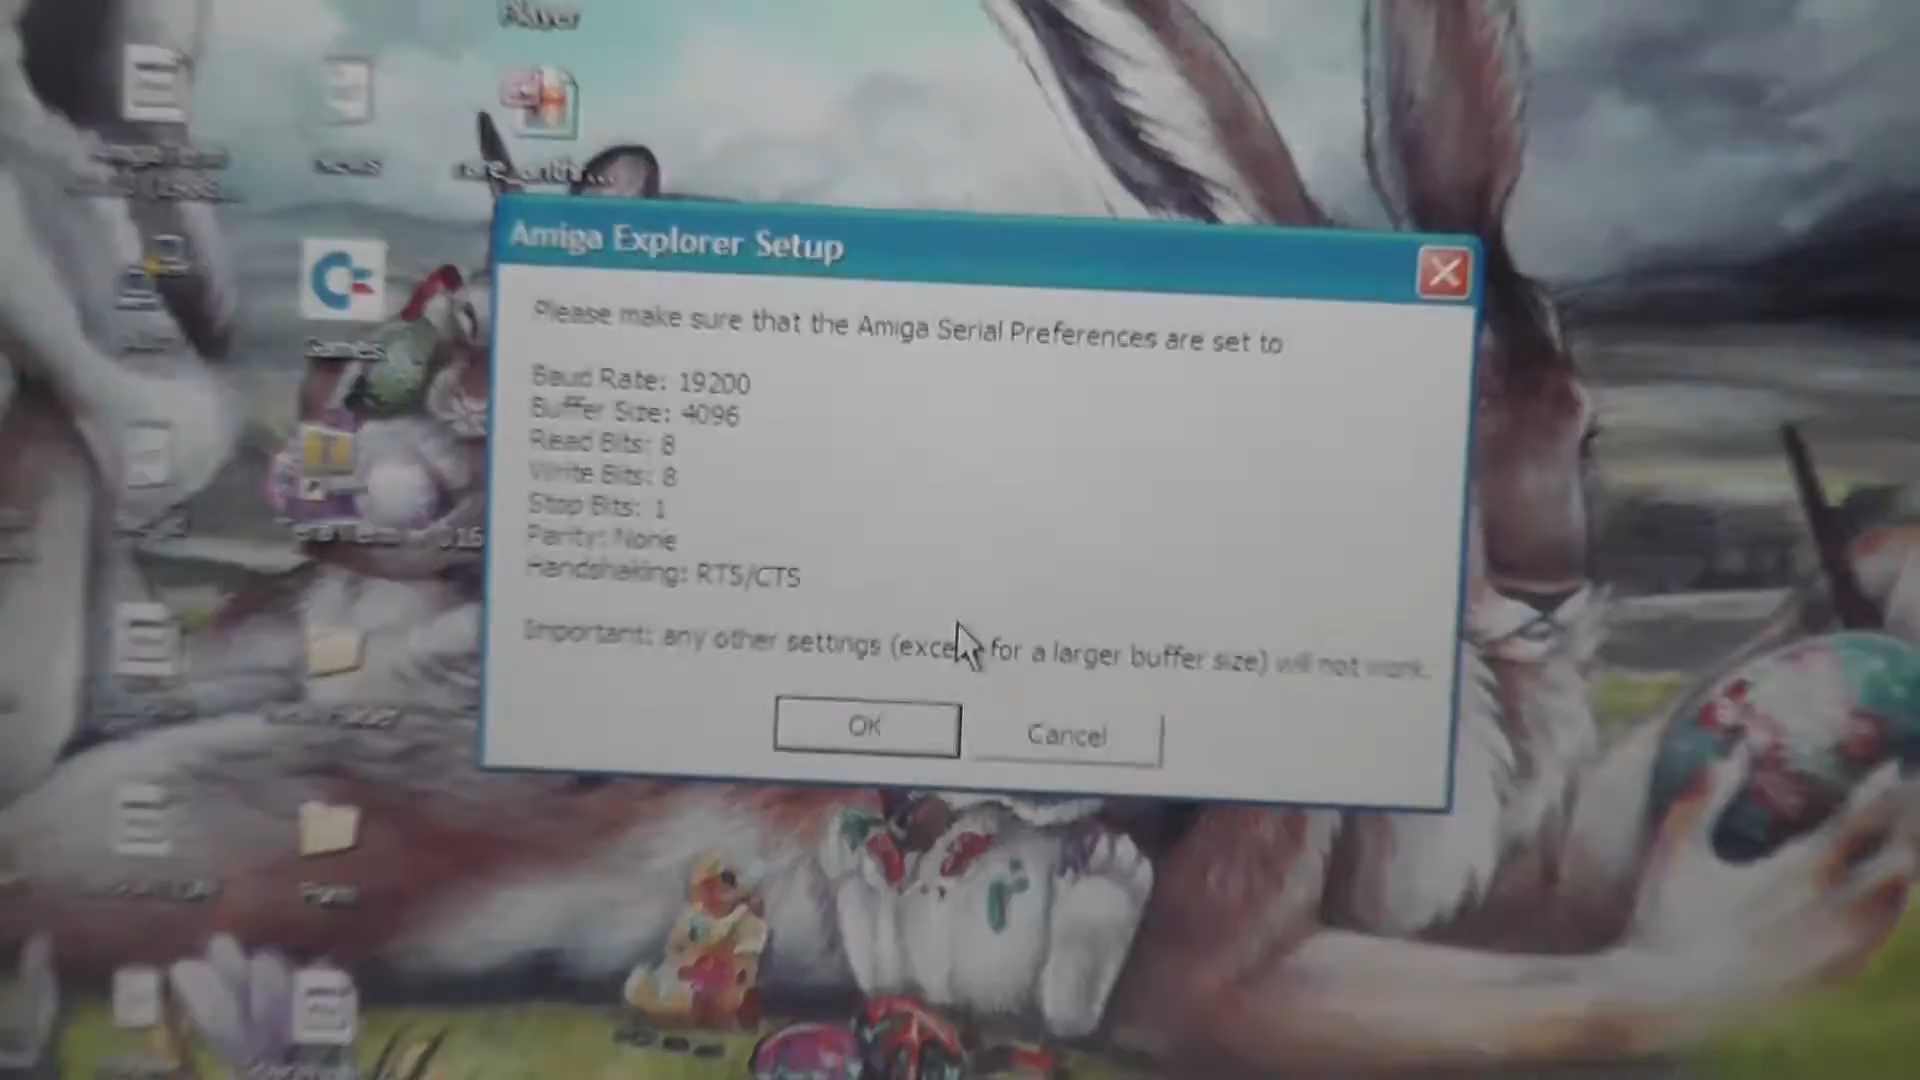 News
Amiga Explorer Setup
Games
Please make sure that the Amiga Serial Preferences are set to
Baud Rate: 19200
Buffer Size: 4096
Read Bits: 8
Write Bits: 8
Stop Bits: 1
Parity: None
Handshaking: RTS/CTS
Important: any other settings (exce for a larger buffer size) will not work.
OK
Cancel